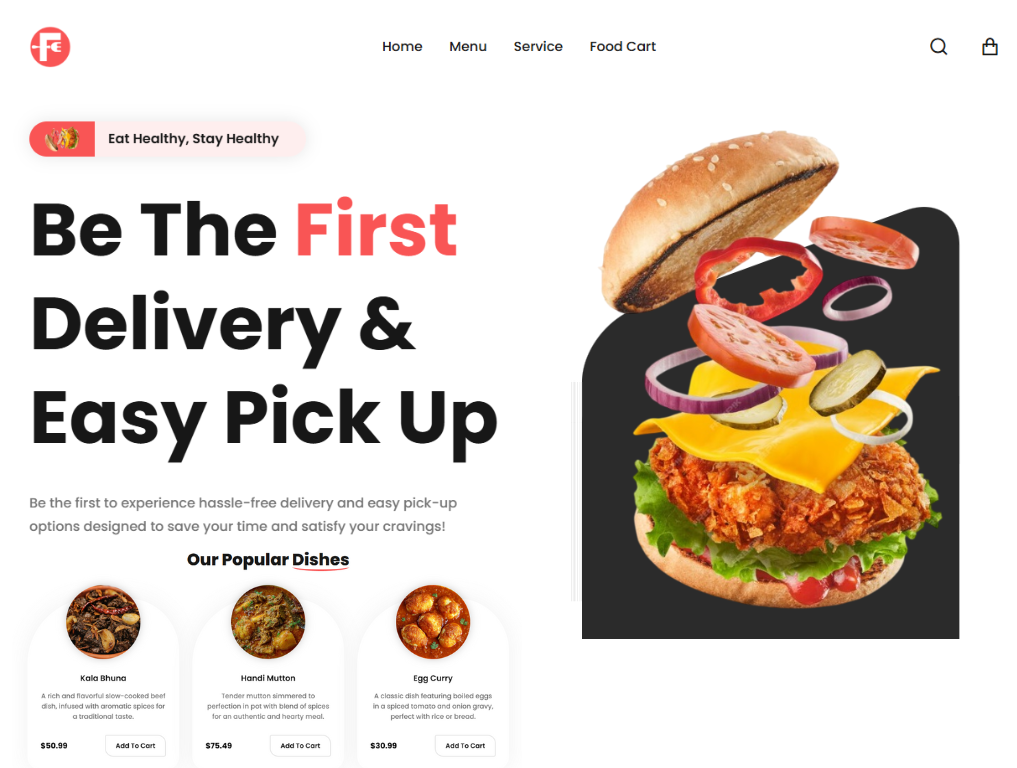 Fe
Home Menu Service Food Cart
Eat Healthy, Stay Healthy
Be The First
Delivery &
Easy Pick Up
Be the first to experience hassle-free delivery and easy pick-up
options designed to save your time and satisfy your cravings!
Our Popular Dishes
Kala Bhuna
A rich and flavorful slow-cooked beef
dish, infused with aromatic spices for
a traditional taste.
$50.99 Add To Cart
Handi Mutton
Tender mutton simmered to
perfection in pot with blend of spices
for an authentic and hearty meal.
$75.49 Add To Cart
Egg Curry
A classic dish featuring boiled eggs
in a spiced tomato and onion gravy,
perfect with rice or bread.
$30.99 Add To Cart